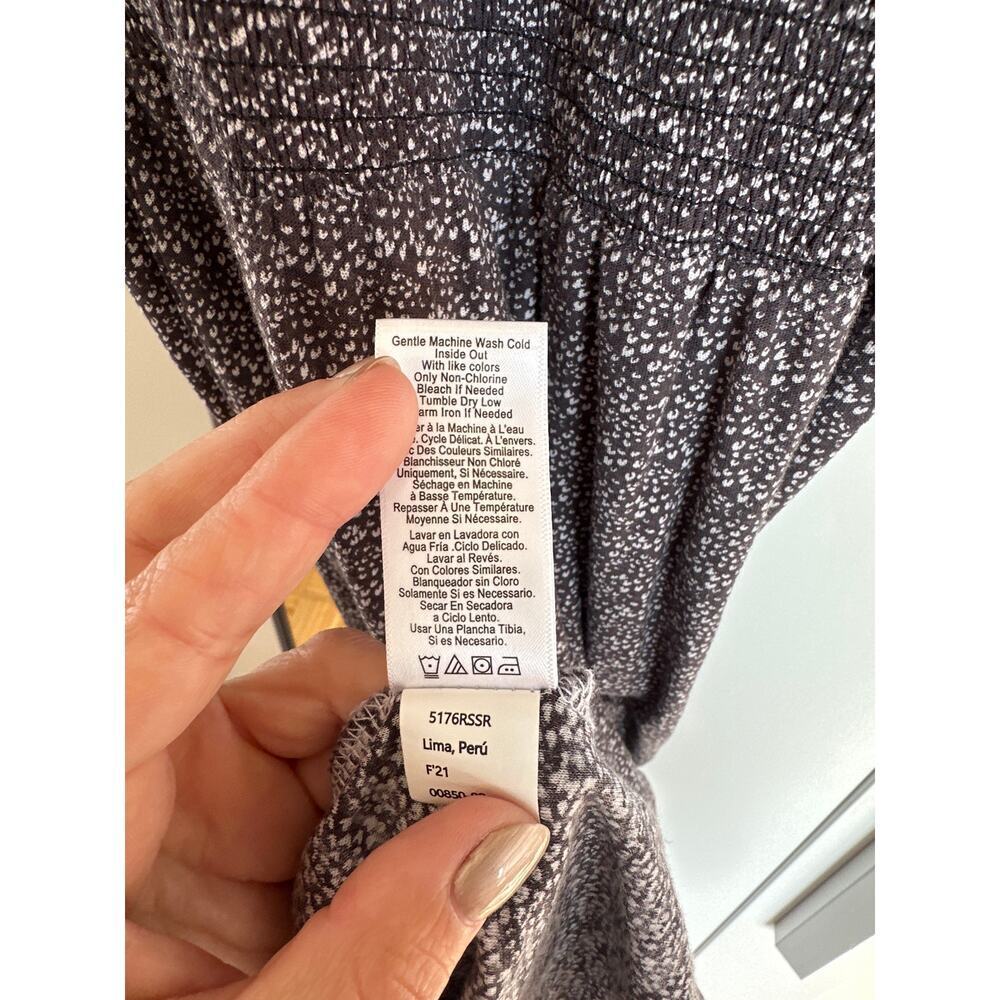 Gentle Machine Wash Cold
Inside Out
With like colors
Only Non-Chlorine
Bleach If Needed
Tumble Dry Low
Iron If Needed
à la Machine à L'eau
Cycle Délicat. À L'envers.
Des Couleurs Similaires.
Blanchisseur Non Chloré
Uniquement, Si Nécessaire.
Séchage en Machine
à Basse Température.
Repasser À Une Température
Moyenne Si Nécessaire.
Lavar en Lavadora con
Agua Fría .Ciclo Delicado.
Lavar al Revés.
Con Colores Similares.
Blanqueador sin Cloro
Solamente Si es Necesario.
Secar En Secadora
a Ciclo Lento.
Usar Una Plancha Tibia,
Si es Necesario.
5176RSSR
Lima, Perú
F'21
00850